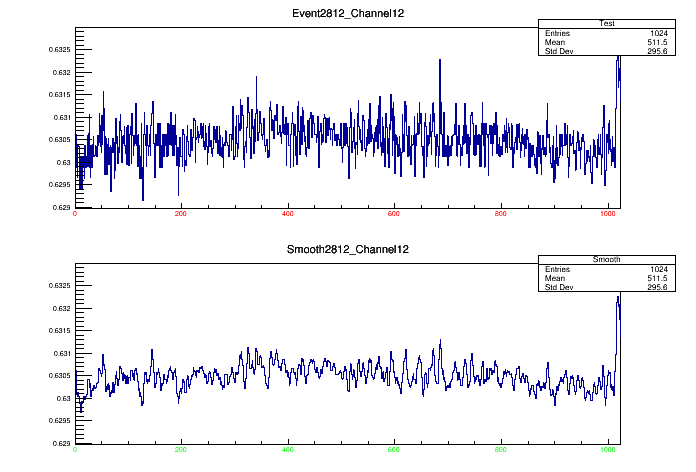 Event2812_Channel12
Test
Entries 1024
Mean 511.5
Std Dev 295.6
0.6325
0.632
0.6315
0.631
0.6305
0.63
0.6295
0.629
0 200 400 600 800 1000
Smooth2812_Channel12
Smooth
Entries 1024
Mean 511.5
Std Dev 295.6
0.6325
0.632
0.6315
0.631
0.6305
0.63
0.6295
0.629
0 200 400 600 800 1000